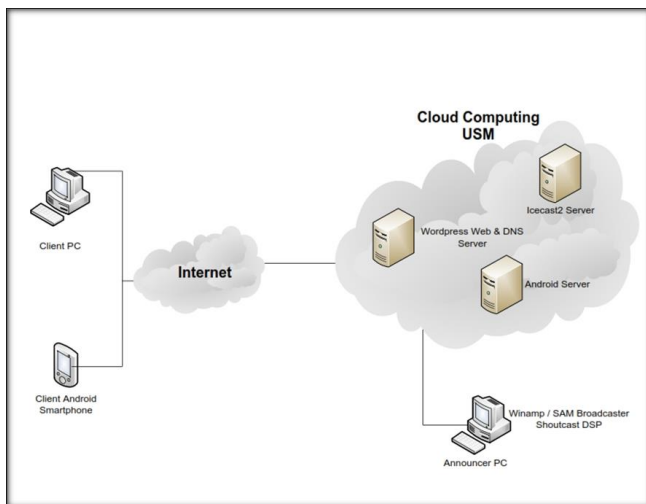 Cloud Computing
USM
Icecast2 Server
Wordpress Web & DNS
Server
Android Server
Client PC
Internet
Client Android
Smartphone
Winamp / SAM Broadcaster
Shoutcast DSP
Announcer PC